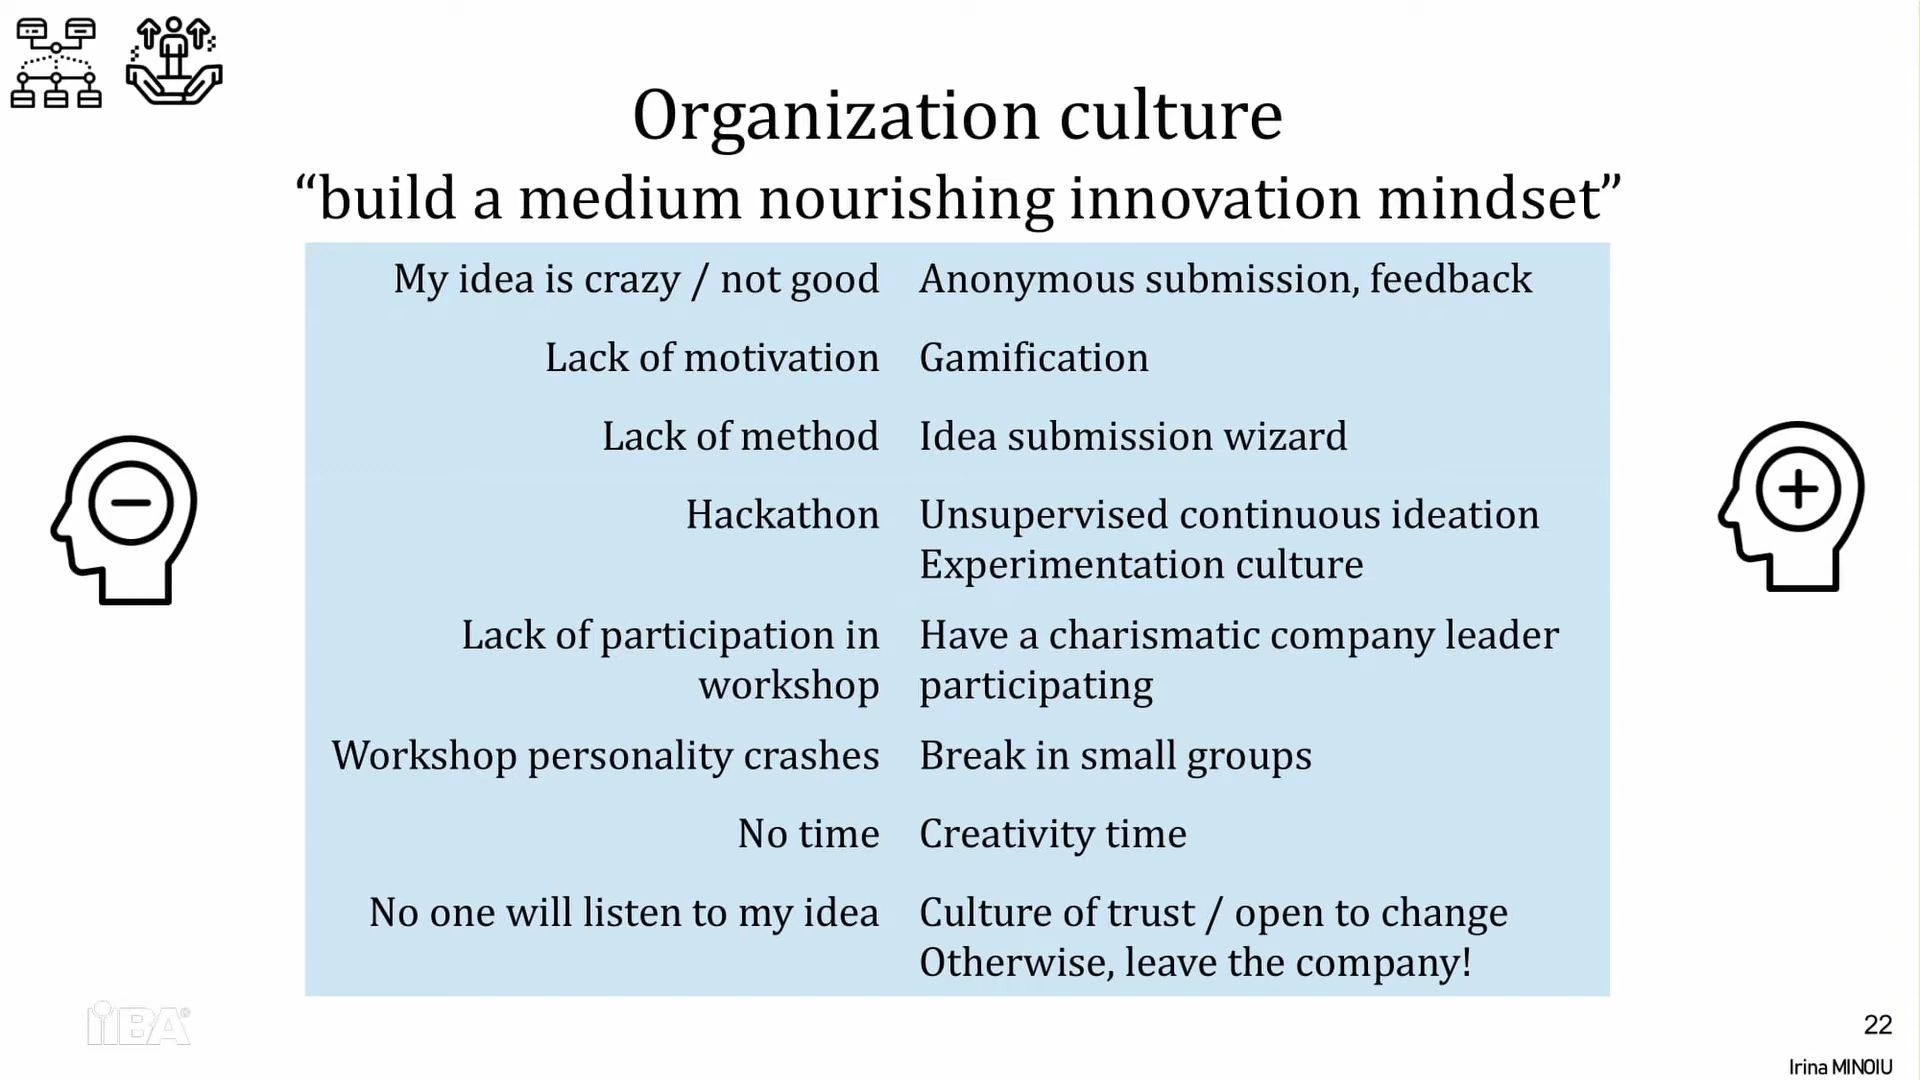 Organization culture
“build a medium nourishing innovation mindset”
My idea is crazy / not good
Anonymous submission, feedback
Lack of motivation
Gamification
Lack of method
Idea submission wizard
Hackathon
Unsupervised continuous ideation
Experimentation culture
Lack of participation in
workshop
Have a charismatic company leader
participating
Workshop personality crashes
Break in small groups
No time
Creativity time
No one will listen to my idea
Culture of trust / open to change
Otherwise, leave the company!
iiBA®
22
Irina MINOIU